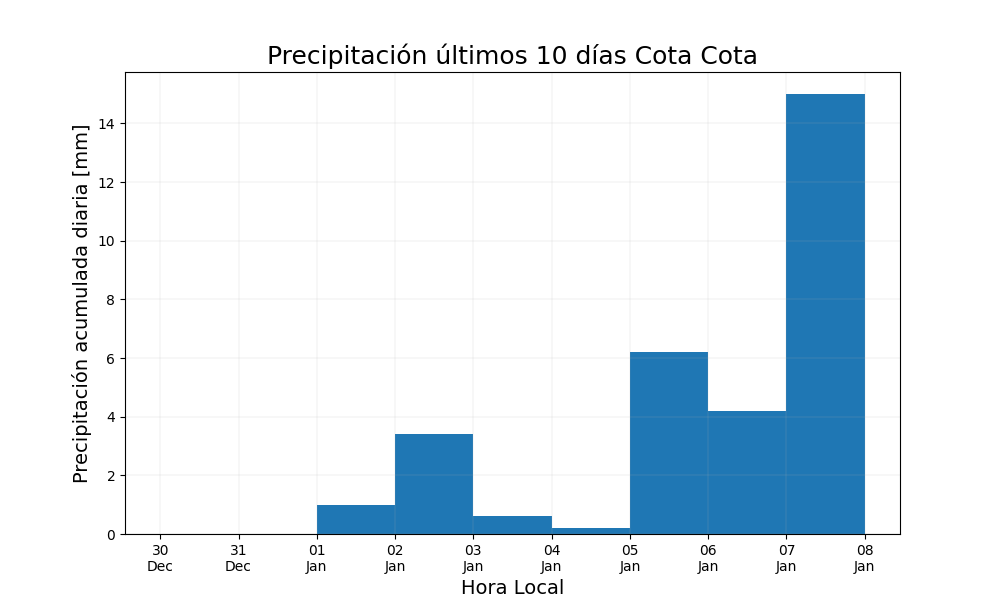 Precipitación últimos 10 días Cota Cota
Precipitación acumulada diaria [mm]
14
12
10
8
6
4
2
0
30 31 01 02 03 04 05 06 07 08
Dec Dec Jan Jan Jan Jan Jan Jan Jan Jan
Hora Local